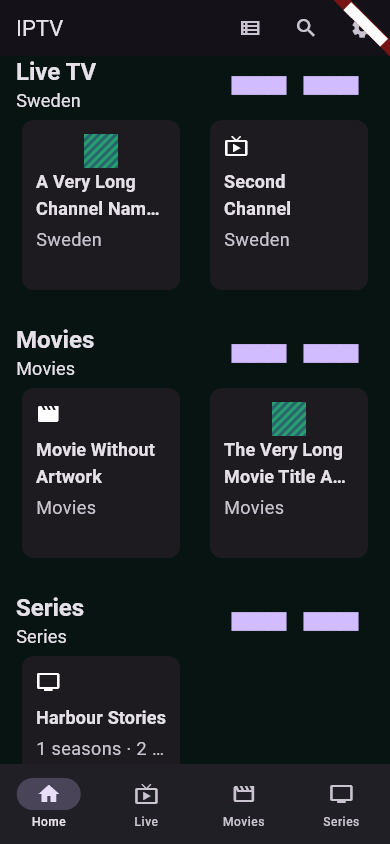 IPTV
Live TV
Sweden
A Very Long
Channel Nam…
Sweden
Second
Channel
Sweden
Movies
Movies
Movie Without
Artwork
Movies
The Very Long
Movie Title A…
Movies
Series
Series
Harbour Stories
1 seasons · 2 …
Home
Live
Movies
Series